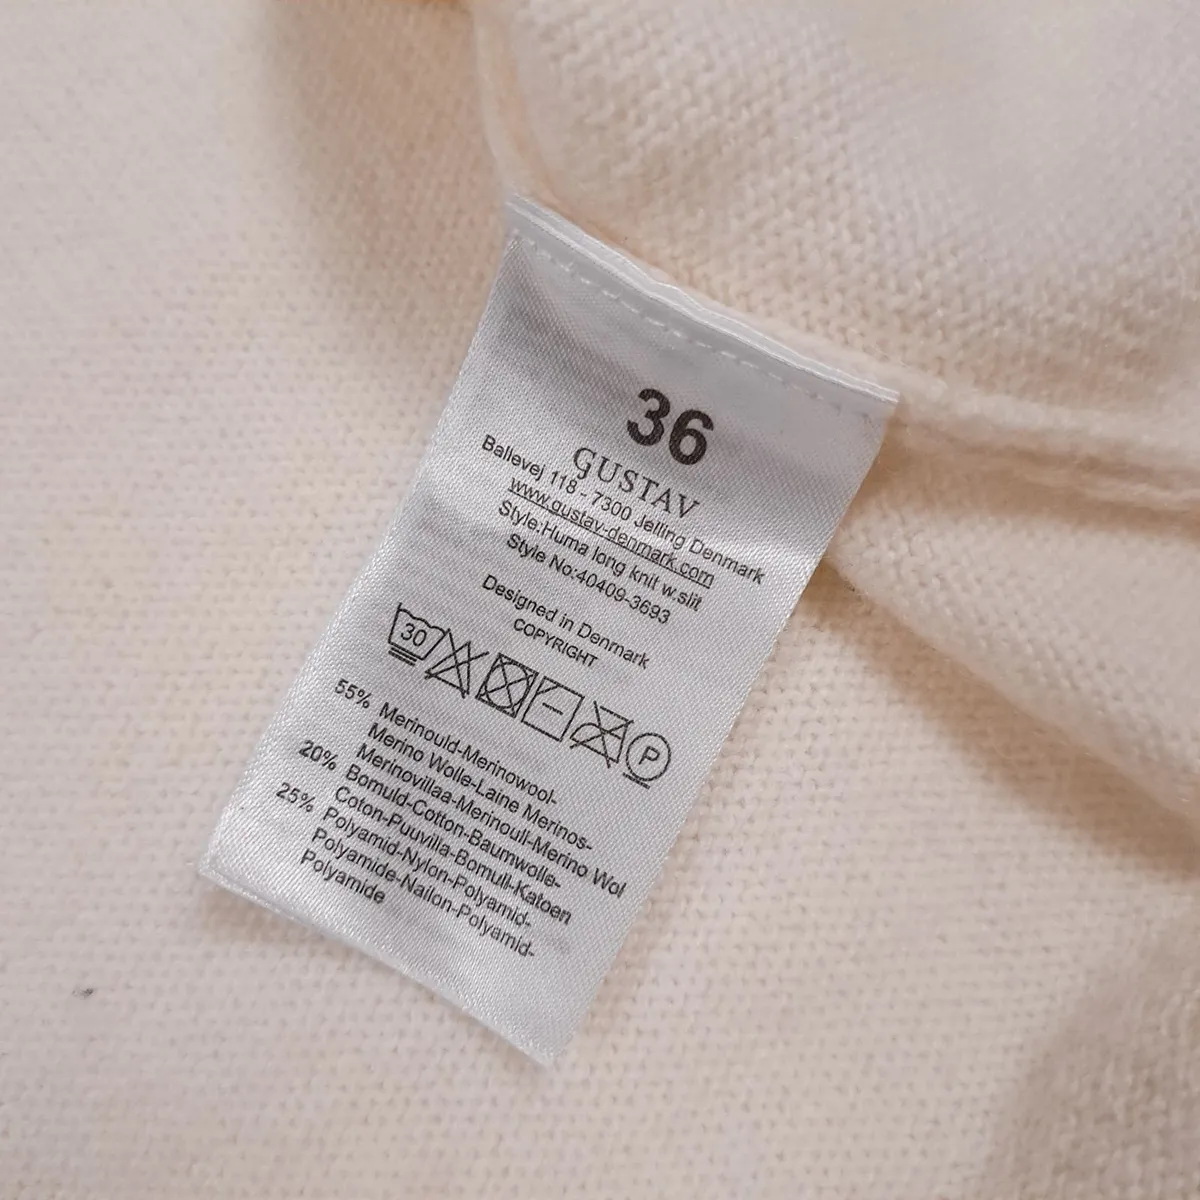 36
GUSTAV
Ballevej 118 - 7300 Jelling Denmark
www.gustav-denmark.com
Style:Huma long knit w.slit
Style No:40409-3693
Designed in Denmark
COPYRIGHT
30 P
55% Merinould-Merinowool-
Merino Wolle-Laine Merinos-
Merinovillaa-Merinoull-Merino Wol
20% Bomuld-Cotton-Baumwolle-
Coton-Puuvilla-Bomull-Katoen
25% Polyamid-Nylon-Polyamid-
Polyamide-Nailon-Polyamid-
Polyamide